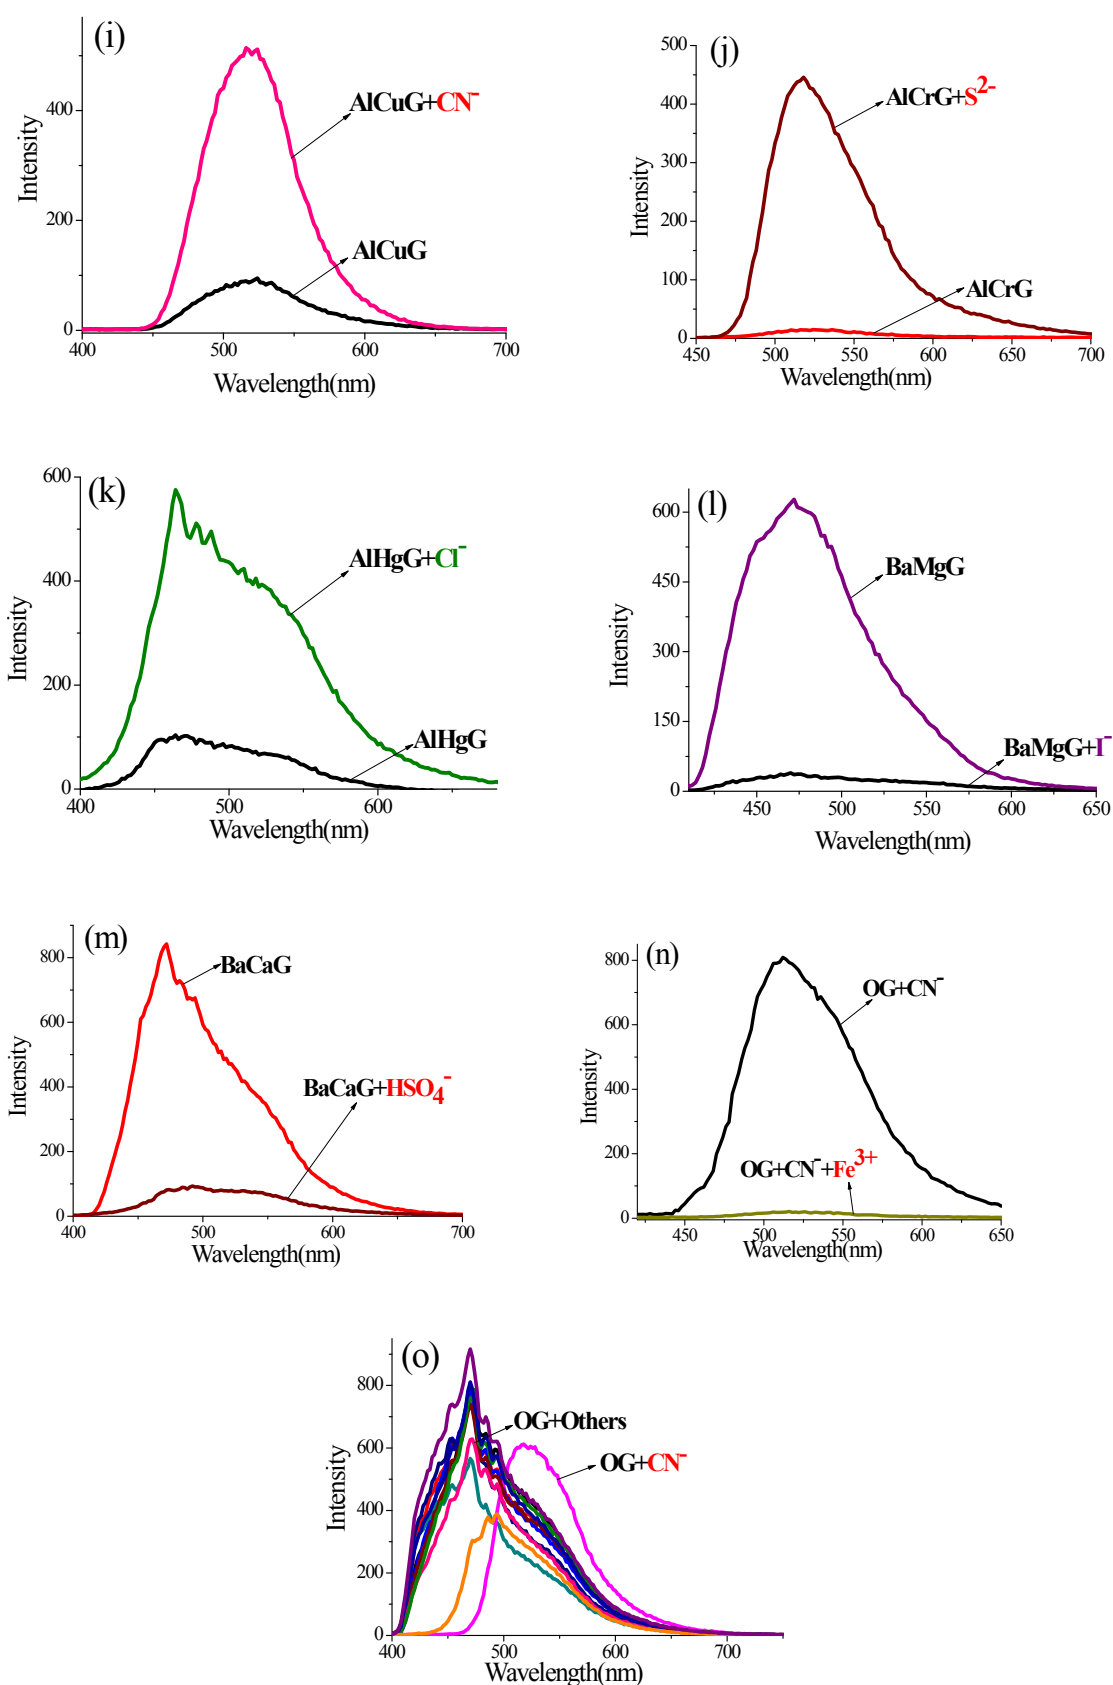 (i)
400
200
0
Intensity
AlCuG+CN⁻
AlCuG
400 500 600 700
Wavelength(nm)
(j)
500
400
300
200
100
0
Intensity
AlCrG+S²⁻
AlCrG
450 500 550 600 650 700
Wavelength(nm)
(k)
600
400
200
0
Intensity
AlHgG+Cl⁻
AlHgG
400 500 600
Wavelength(nm)
(l)
600
450
300
150
0
Intensity
BaMgG
BaMgG+I⁻
450 500 550 600 650
Wavelength(nm)
(m)
800
600
400
200
0
Intensity
BaCaG
BaCaG+HSO₄⁻
400 500 600 700
Wavelength(nm)
(n)
800
600
400
200
0
Intensity
OG+CN⁻
OG+CN⁻+Fe³⁺
450 500 550 600 650
Wavelength(nm)
(o)
800
600
400
200
0
Intensity
OG+Others
OG+CN⁻
400 500 600 700
Wavelength(nm)